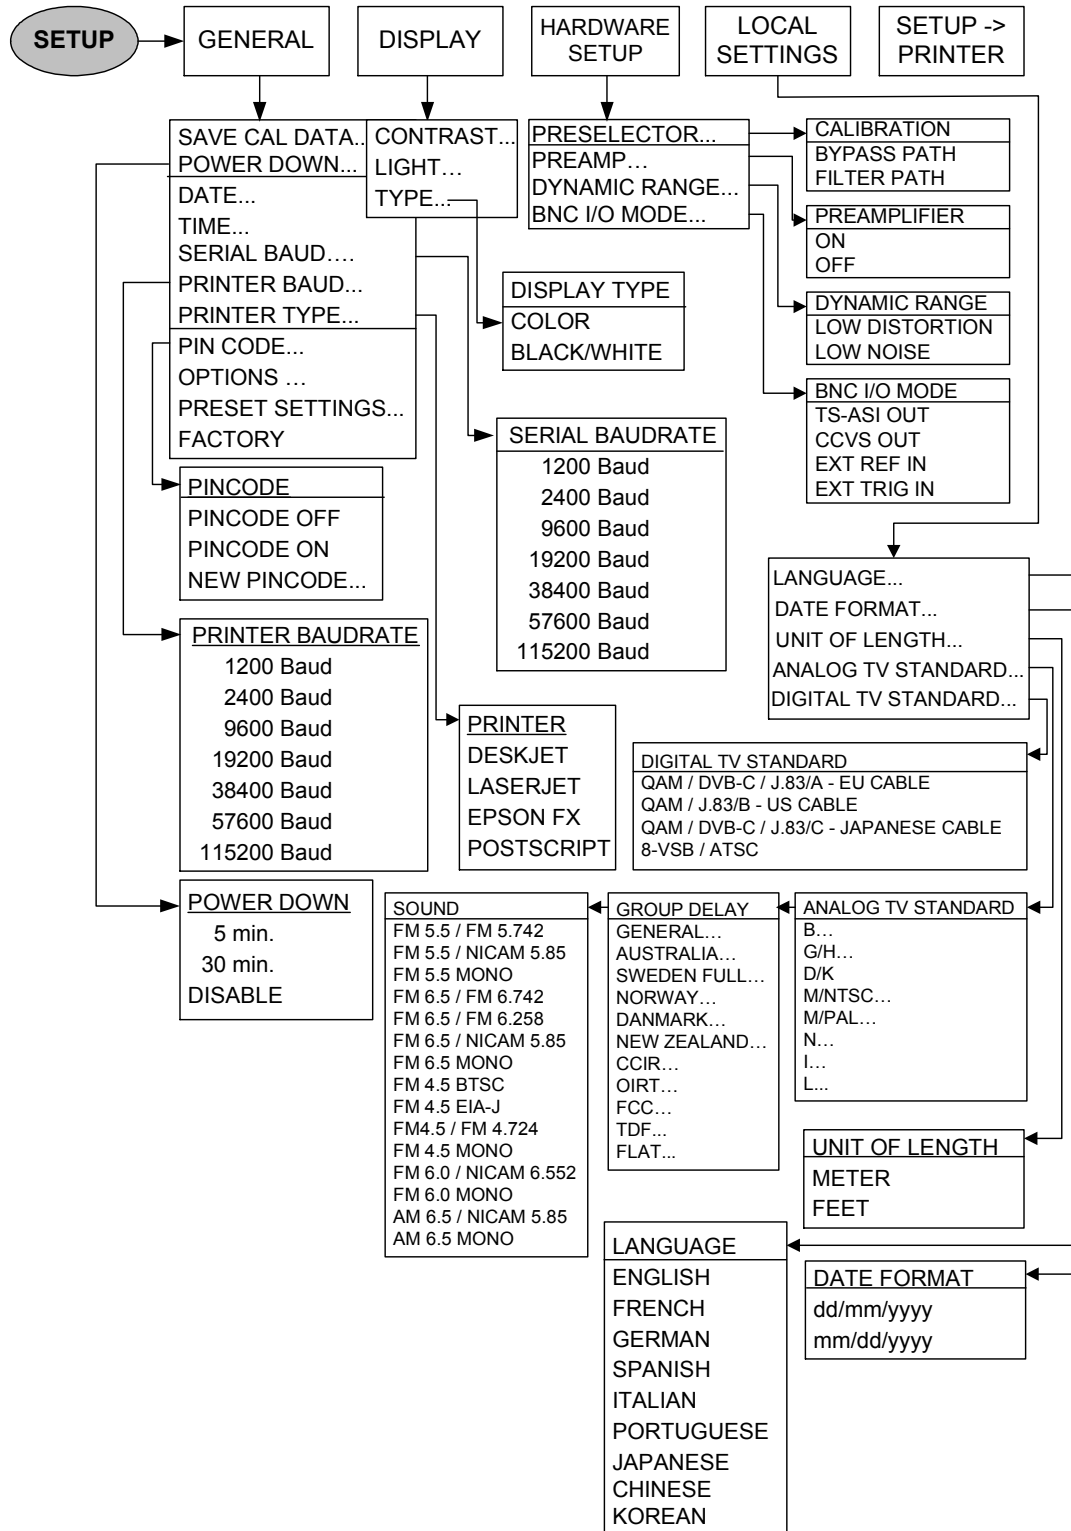 SETUP
GENERAL
DISPLAY
HARDWARE
SETUP
LOCAL
SETTINGS
SETUP ->
PRINTER
SAVE CAL DATA...
POWER DOWN...
DATE...
TIME...
SERIAL BAUD....
PRINTER BAUD...
PRINTER TYPE...
PIN CODE...
OPTIONS ...
PRESET SETTINGS...
FACTORY
CONTRAST...
LIGHT...
TYPE...
PRESELECTOR...
PREAMP...
DYNAMIC RANGE...
BNC I/O MODE...
CALIBRATION
BYPASS PATH
FILTER PATH
PREAMPLIFIER
ON
OFF
DYNAMIC RANGE
LOW DISTORTION
LOW NOISE
BNC I/O MODE
TS-ASI OUT
CCVS OUT
EXT REF IN
EXT TRIG IN
DISPLAY TYPE
COLOR
BLACK/WHITE
SERIAL BAUDRATE
1200 Baud
2400 Baud
9600 Baud
19200 Baud
38400 Baud
57600 Baud
115200 Baud
PINCODE
PINCODE OFF
PINCODE ON
NEW PINCODE...
LANGUAGE...
DATE FORMAT...
UNIT OF LENGTH...
ANALOG TV STANDARD...
DIGITAL TV STANDARD...
PRINTER BAUDRATE
1200 Baud
2400 Baud
9600 Baud
19200 Baud
38400 Baud
57600 Baud
115200 Baud
PRINTER
DESKJET
LASERJET
EPSON FX
POSTSCRIPT
DIGITAL TV STANDARD
QAM / DVB-C / J.83/A - EU CABLE
QAM / J.83/B - US CABLE
QAM / DVB-C / J.83/C - JAPANESE CABLE
8-VSB / ATSC
POWER DOWN
5 min.
30 min.
DISABLE
SOUND
FM 5.5 / FM 5.742
FM 5.5 / NICAM 5.85
FM 5.5 MONO
FM 6.5 / FM 6.742
FM 6.5 / FM 6.258
FM 6.5 / NICAM 5.85
FM 6.5 MONO
FM 4.5 BTSC
FM 4.5 EIA-J
FM4.5 / FM 4.724
FM 4.5 MONO
FM 6.0 / NICAM 6.552
FM 6.0 MONO
AM 6.5 / NICAM 5.85
AM 6.5 MONO
GROUP DELAY
GENERAL...
AUSTRALIA...
SWEDEN FULL...
NORWAY...
DANMARK...
NEW ZEALAND...
CCIR...
OIRT...
FCC...
TDF...
FLAT...
ANALOG TV STANDARD
B...
G/H...
D/K
M/NTSC...
M/PAL...
N...
I...
L...
UNIT OF LENGTH
METER
FEET
LANGUAGE
ENGLISH
FRENCH
GERMAN
SPANISH
ITALIAN
PORTUGUESE
JAPANESE
CHINESE
KOREAN
DATE FORMAT
dd/mm/yyyy
mm/dd/yyyy